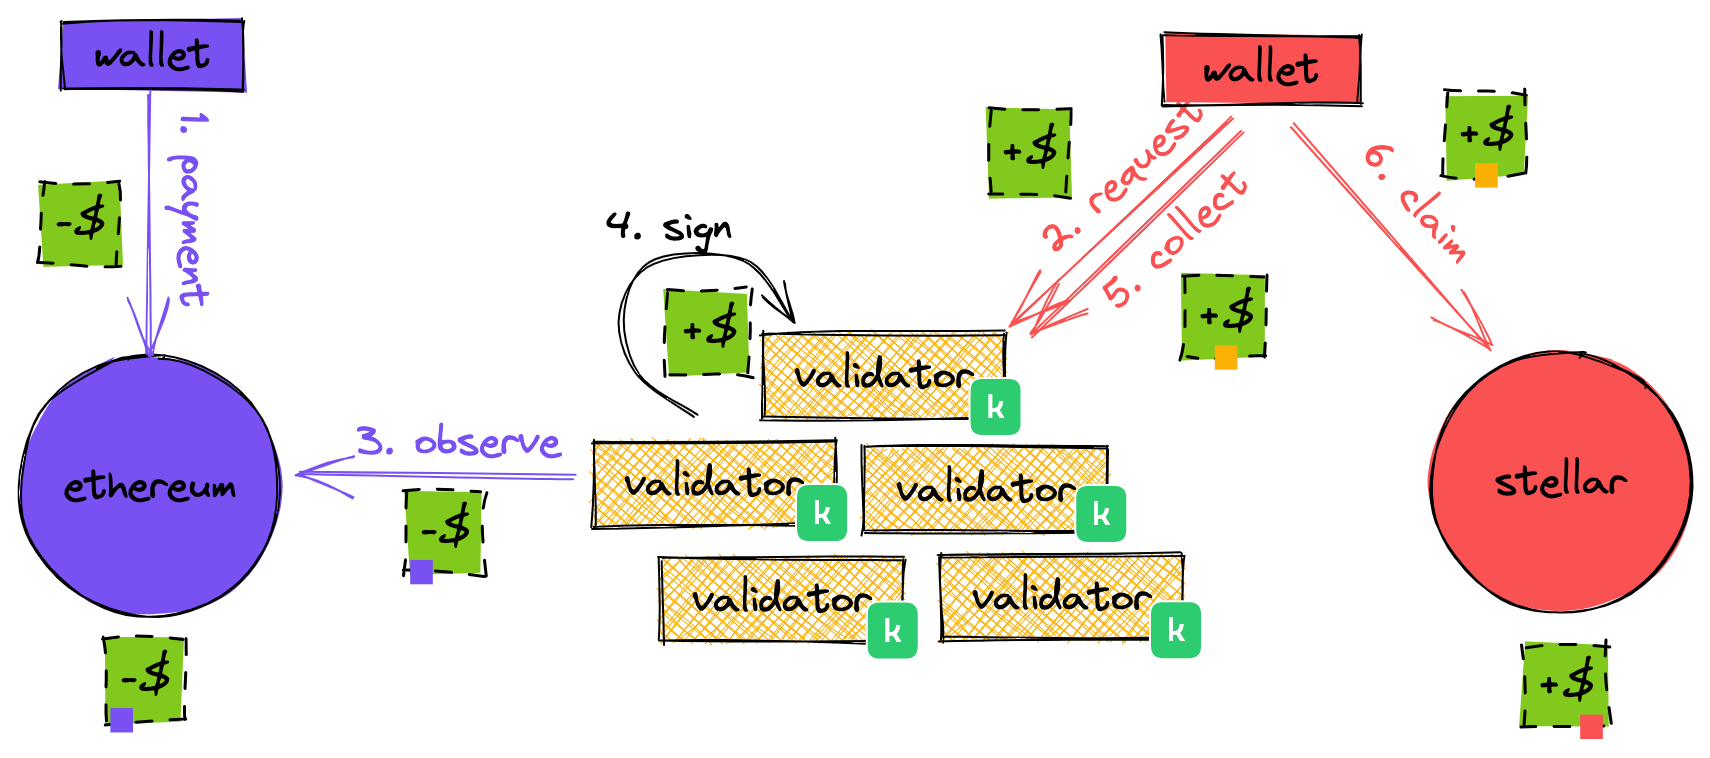 wallet
wallet
1. payment
-$
+$
2. request
5. collect
6. claim
+$
4. sign
+$
+$
validator
k
3. observe
-$
validator
k
validator
k
ethereum
stellar
validator
k
validator
k
-$
+$